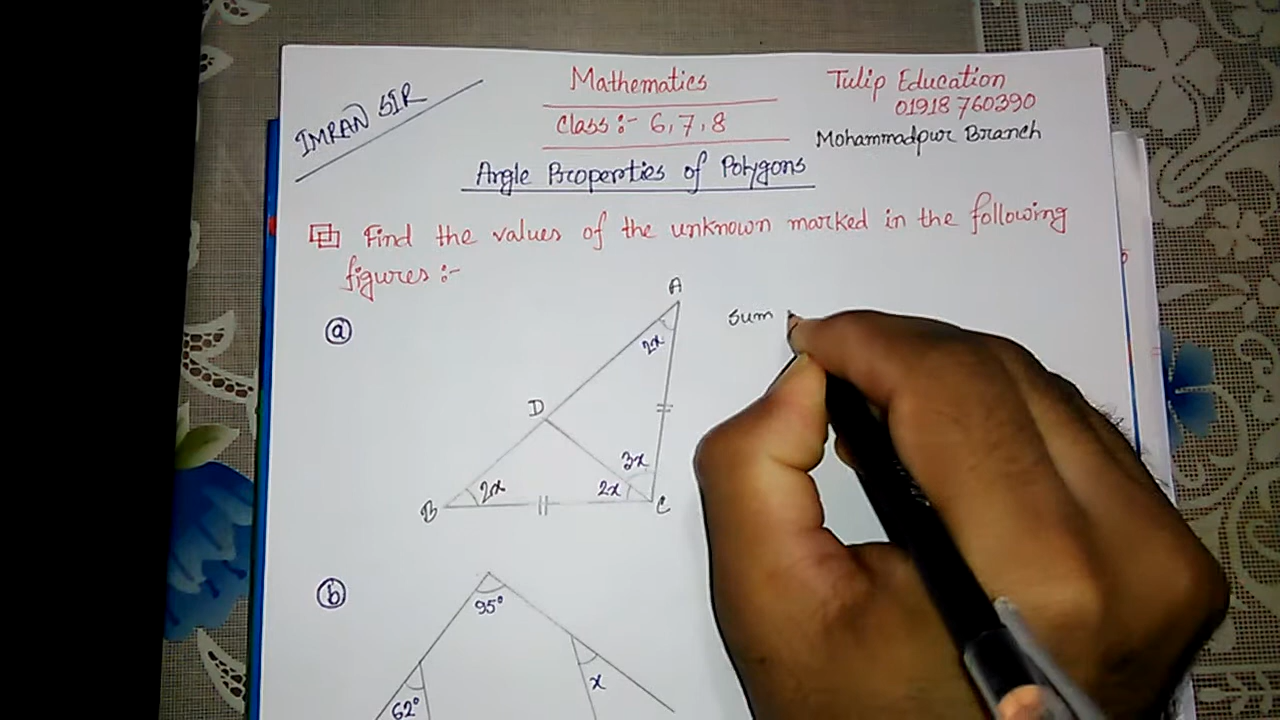 IMRAN SIR
Mathematics
Class :- 6, 7, 8
Tulip Education
01918 760390
Mohammadpur Branch
Angle Properties of Polygons
Find the values of the unknown marked in the following
figures :-
a
A
2x
D
3x
B
2x
2x
C
Sum
b
95°
x
62°